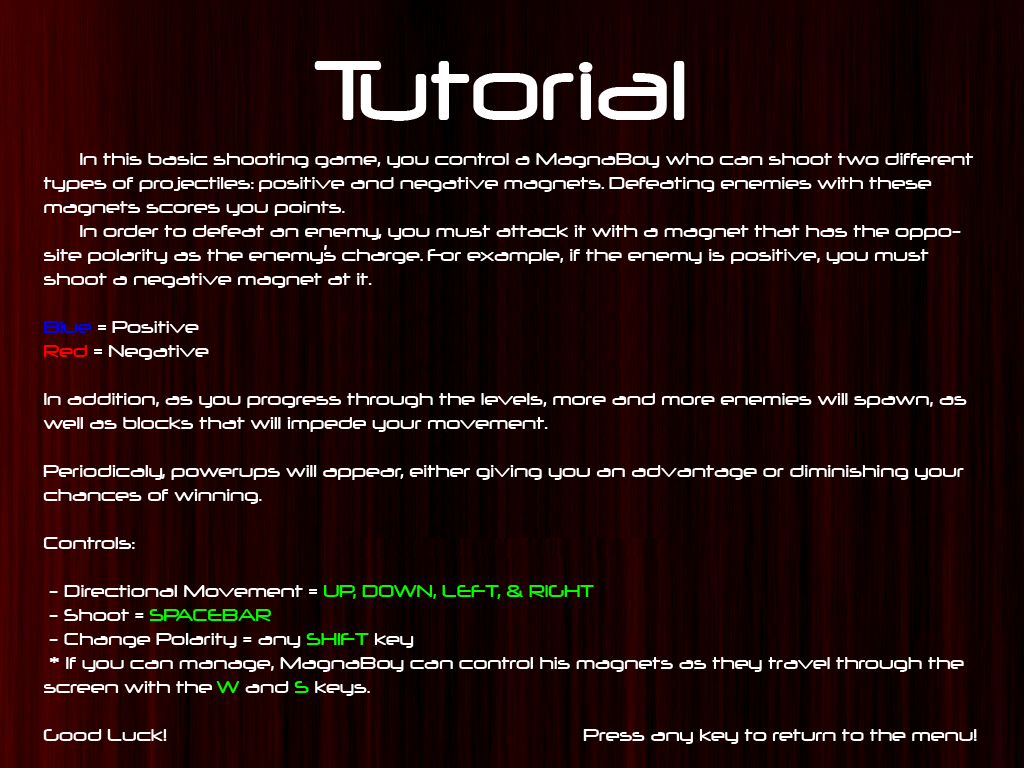 Tutorial
In this basic shooting game, you control a MagnaBoy who can shoot two different
types of projectiles: positive and negative magnets. Defeating enemies with these
magnets scores you points.
In order to defeat an enemy, you must attack it with a magnet that has the oppo-
site polarity as the enemy's charge. For example, if the enemy is positive, you must
shoot a negative magnet at it.
Blue = Positive
Red = Negative
In addition, as you progress through the levels, more and more enemies will spawn, as
well as blocks that will impede your movement.
Periodicaly, powerups will appear, either giving you an advantage or diminishing your
chances of winning.
Controls:
- Directional Movement = UP, DOWN, LEFT, & RIGHT
- Shoot = SPACEBAR
- Change Polarity = any SHIFT key
* If you can manage, MagnaBoy can control his magnets as they travel through the
screen with the W and S keys.
Good Luck! Press any key to return to the menu!